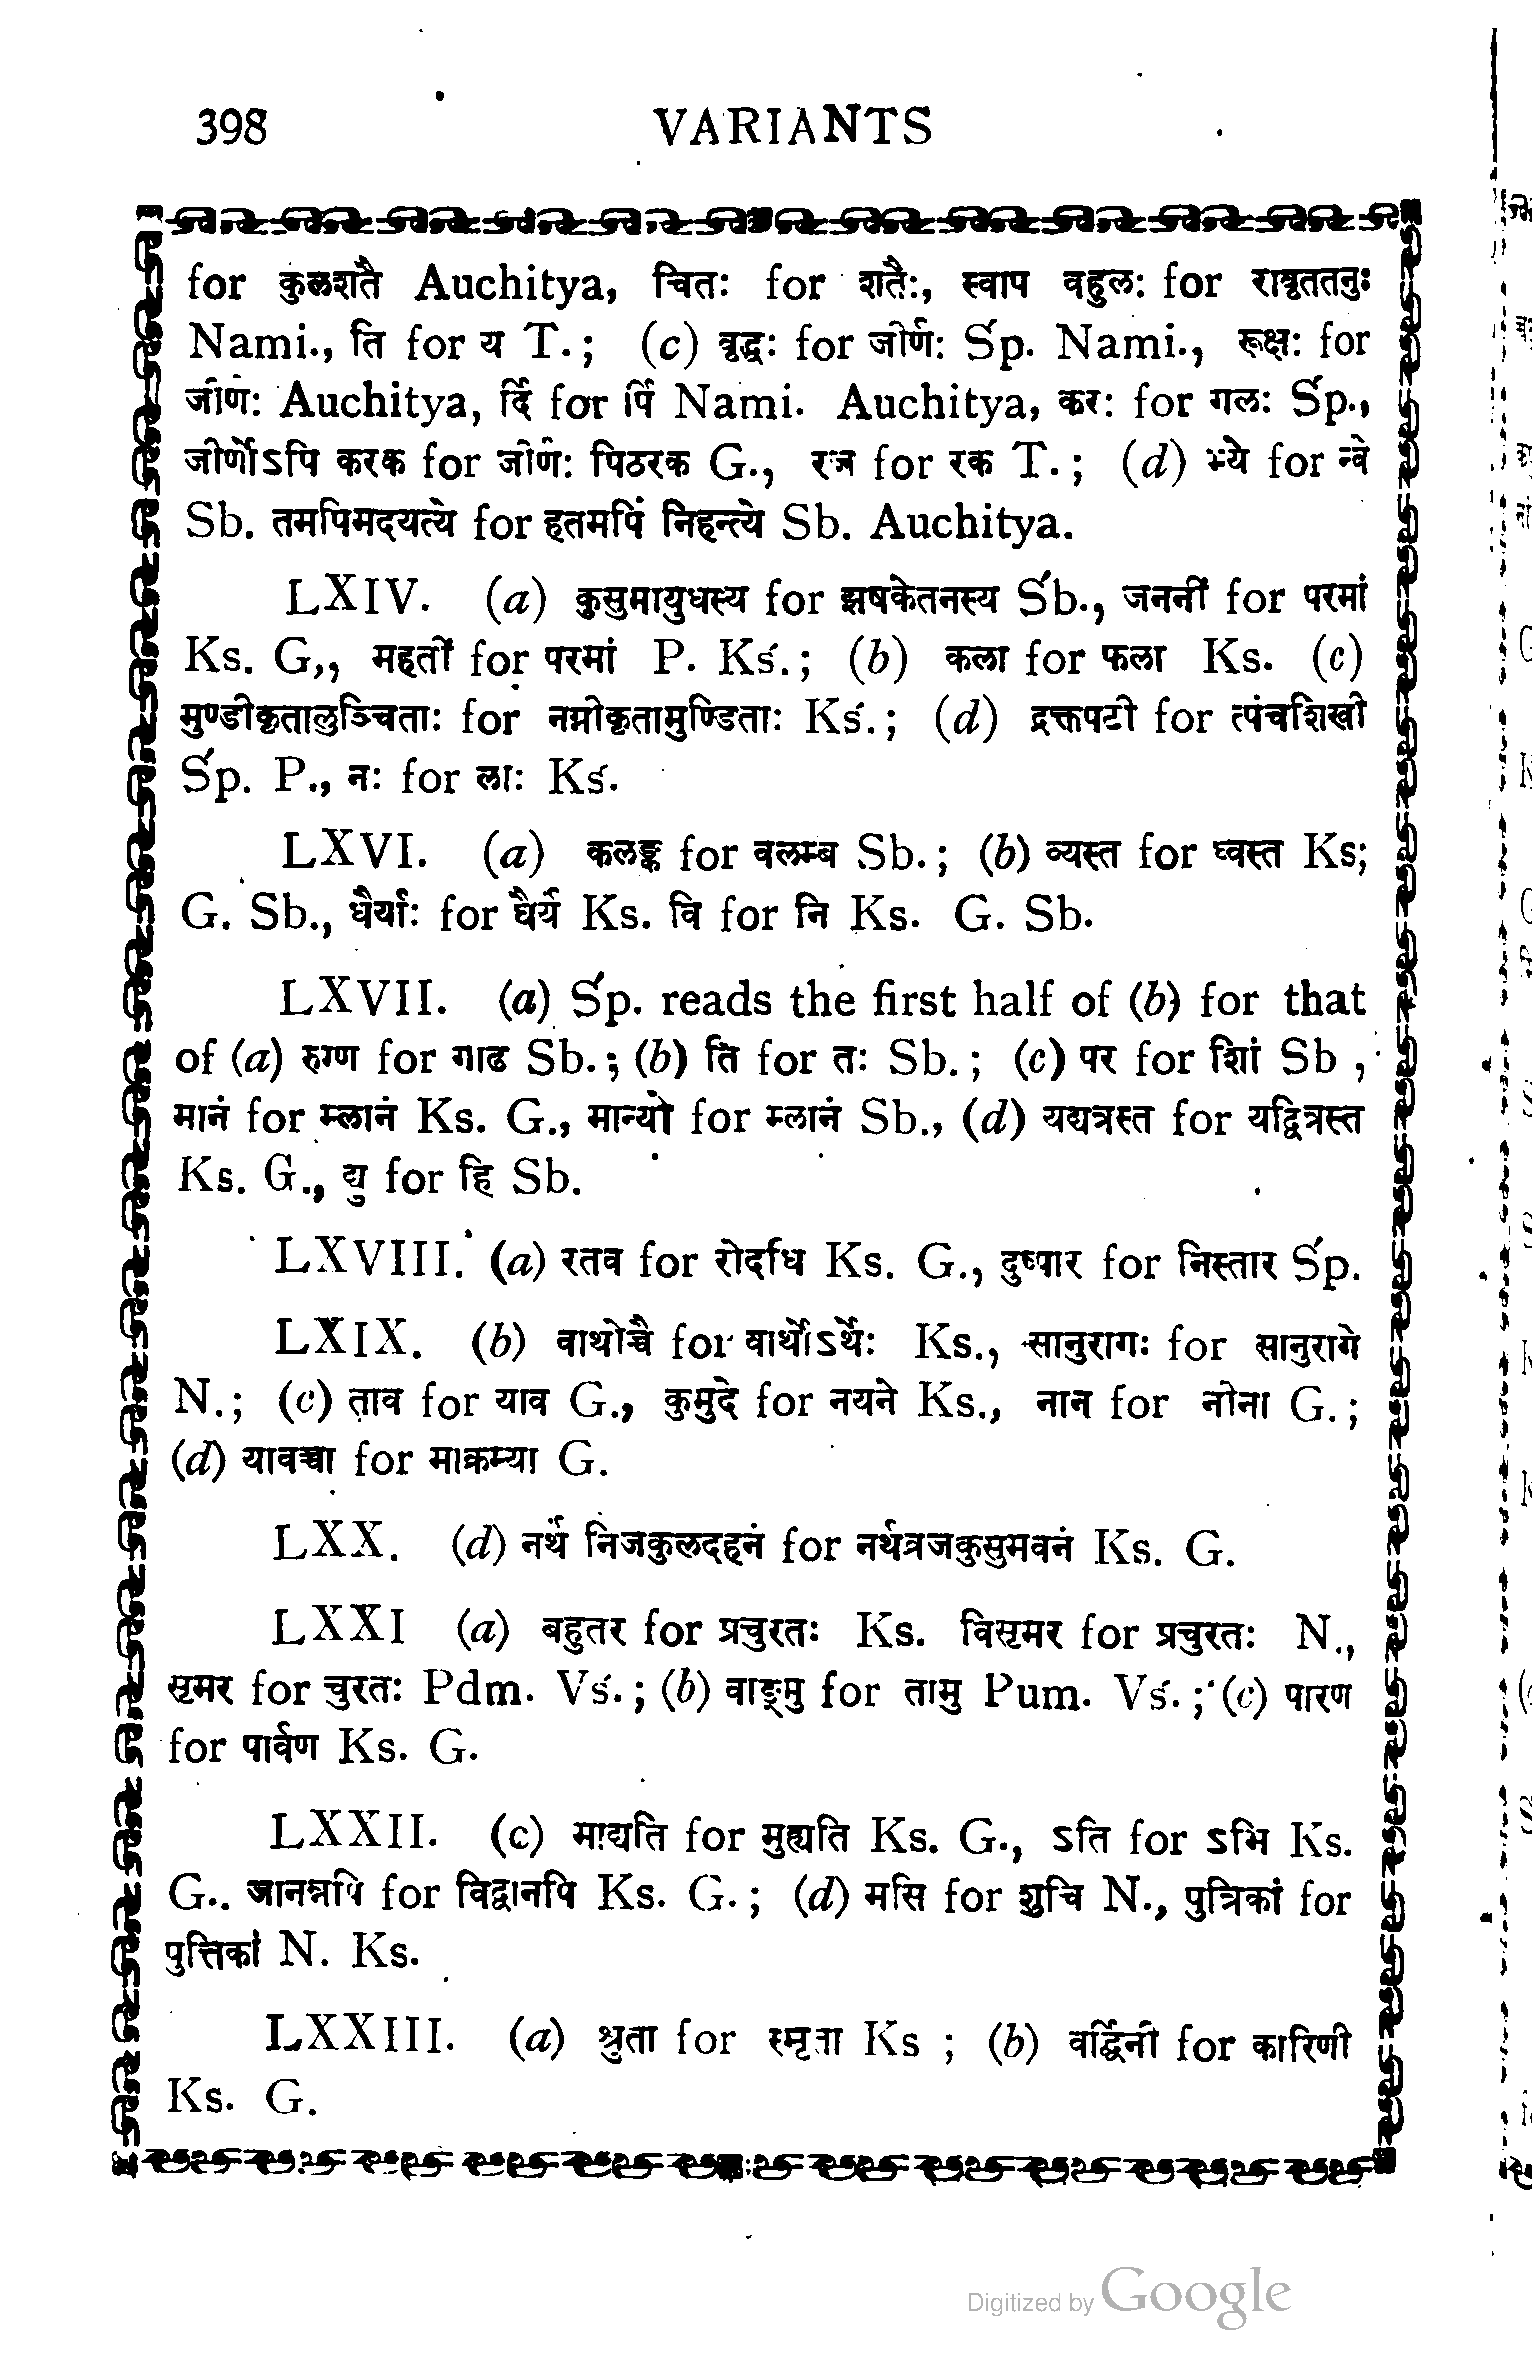 398 VARIANTS
for कुलशतै Auchitya, चितः for शतैः, स्वाप वहुलः for रावृततनुः
Nami., ति for य T.; (c) वृद्धः for जीर्णः Śp. Nami., रूक्षः for
जीणः Auchitya, र्दि for र्पि Nami. Auchitya, करः for गलः Śp.,
जीर्णोऽपि करक for जीर्णः पिठरक G., रज्ञ for रक T.; (d) भ्ये for न्वे
Sb. तमपिमदयत्ये for हतमपिं निहन्त्ये Sb. Auchitya.
LXIV. (a) कुसुमायुधस्य for झषकेतनस्य Śb., जननीं for परमां
Ks. G,, महतीं for परमां P. Kś.; (b) कला for फला Ks. (c)
मुण्डीकृतालुञ्चिताः for नग्नीकृतामुण्डिताः Kś.; (d) द्रक्तपटी for त्पंचशिखी
Śp. P., नः for लाः Kś.
LXVI. (a) कलङ्क for वलम्ब Sb.; (b) व्यस्त for ध्वस्त Ks;
G. Sb., धैर्याः for धैर्य Ks. वि for नि Ks. G. Sb.
LXVII. (a) Śp. reads the first half of (b) for that
of (a) रुग्ण for गाढ Sb.; (b) ति for तः Sb.; (c) पर for शिां Sb ,
मानं for म्लानं Ks. G., मान्यो for म्लानं Sb., (d) यद्यत्रस्त for यद्वित्रस्त
Ks. G., द्यु for हि Sb.
LXVIII. (a) रतव for रोदधि Ks. G., दुष्पार for निस्तार Śp.
LXIX. (b) वाथोच्चै for वार्थोऽर्थैः Ks., सानुरागः for सानुरागे
N.; (c) ताव for याव G., कुमुदे for नयने Ks., नान for नीना G.;
(d) यावच्चा for माक्रम्या G.
LXX. (d) नर्थं निजकुलदहनं for नर्थव्रजकुसुमवनं Ks. G.
LXXI (a) बहुतर for प्रचुरतः Ks. विसृमर for प्रचुरतः N.,
सृमर for चुरतः Pdm. Vś.; (b) वाङ्मु for तामु Pum. Vś.; (c) पारण
for पार्वण Ks. G.
LXXII. (c) माद्यति for मुह्यति Ks. G., ऽति for ऽभि Ks.
G.. जानन्नपि for विद्वानपि Ks. G.; (d) मसि for शुचि N., पुत्रिकां for
पुत्तिकां N. Ks.
LXXIII. (a) श्रुता for स्मृता Ks ; (b) वर्द्धिनी for कारिणी
Ks. G.
Digitized by Google